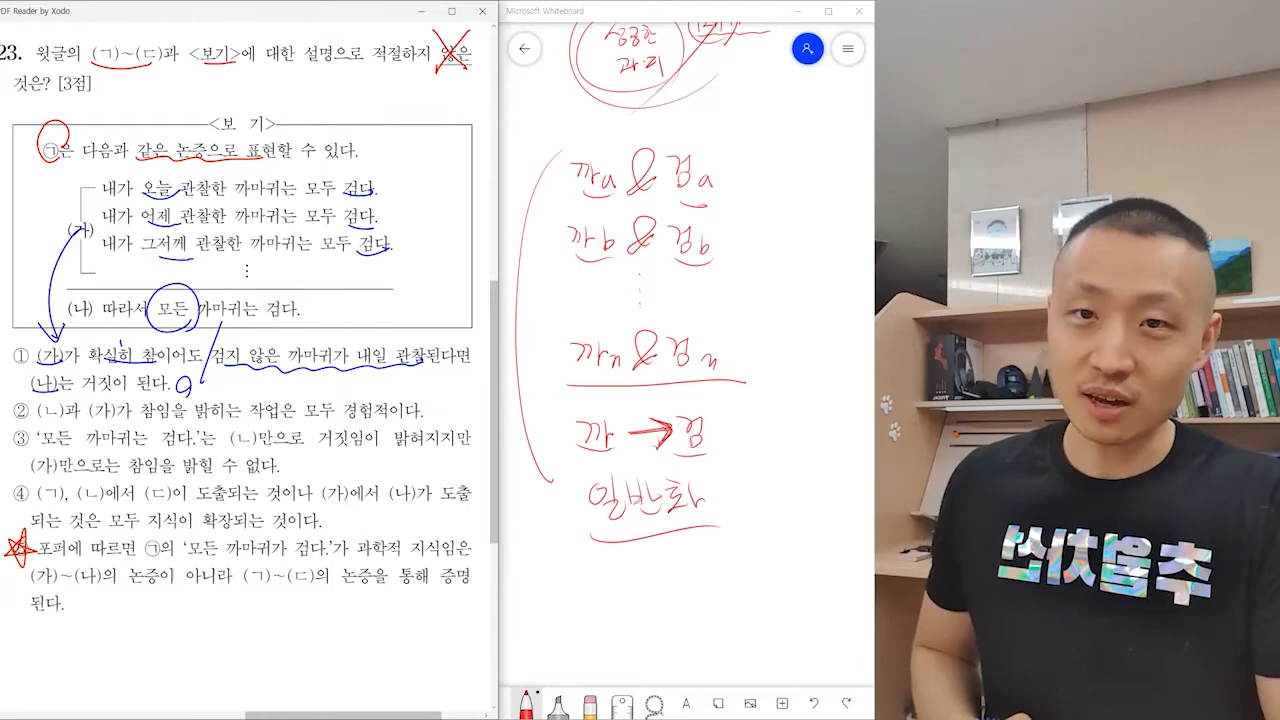 PDF Reader by Xodo
Microsoft Whiteboard
23. 윗글의 (ㄱ)~(ㄷ)과 <보기>에 대한 설명으로 적절하지 않은
것은? [3점]
<보 기>
㉠은 다음과 같은 논증으로 표현할 수 있다.
내가 오늘 관찰한 까마귀는 모두 검다.
내가 어제 관찰한 까마귀는 모두 검다.
(가)
내가 그저께 관찰한 까마귀는 모두 검다.
⋮
(나) 따라서 모든 까마귀는 검다.
① (가)가 확실히 참이어도 검지 않은 까마귀가 내일 관찰된다면
(나)는 거짓이 된다.
② (ㄴ)과 (가)가 참임을 밝히는 작업은 모두 경험적이다.
③ ‘모든 까마귀는 검다.’는 (ㄴ)만으로 거짓임이 밝혀지지만
(가)만으로는 참임을 밝힐 수 없다.
④ (ㄱ), (ㄴ)에서 (ㄷ)이 도출되는 것이나 (가)에서 (나)가 도출
되는 것은 모두 지식이 확장되는 것이다.
포퍼에 따르면 ㉠의 ‘모든 까마귀가 검다.’가 과학적 지식임은
(가)~(나)의 논증이 아니라 (ㄱ)~(ㄷ)의 논증을 통해 증명
된다.
성급한
까a & 검a
까b & 검b
⋮
까n & 검n
까 → 검
일반화
A